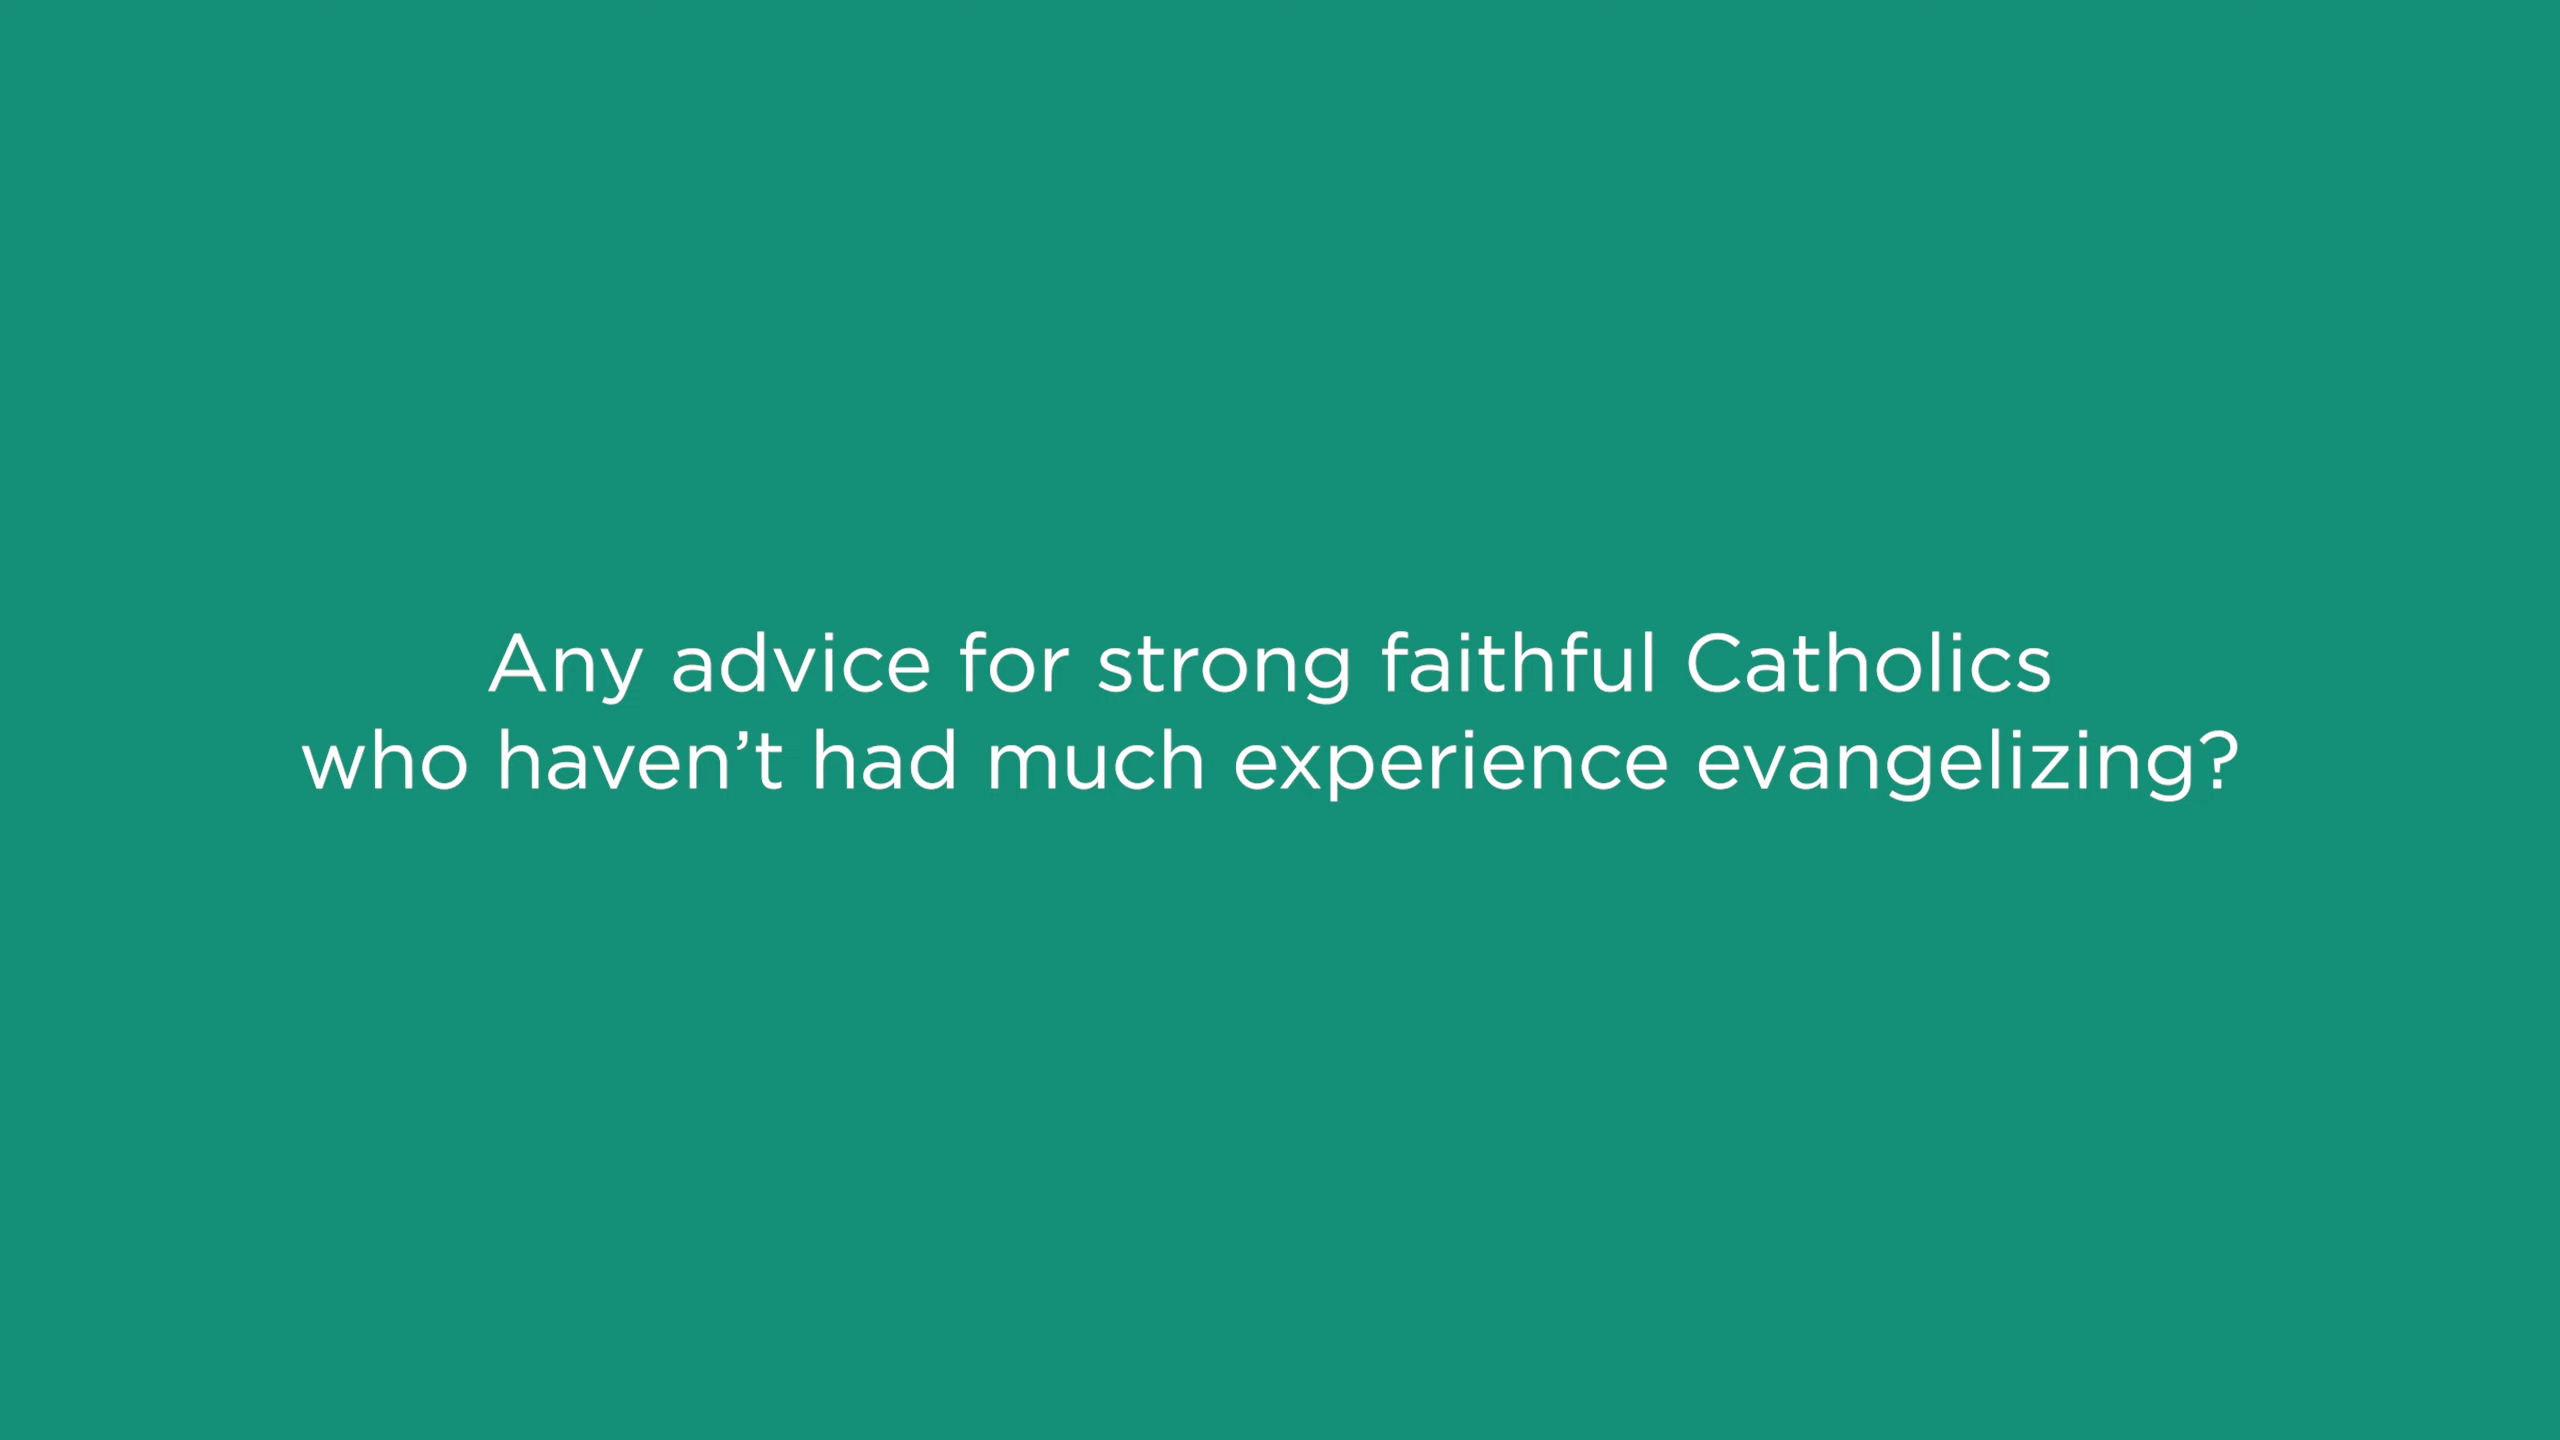 Any advice for strong faithful Catholics
who haven’t had much experience evangelizing?